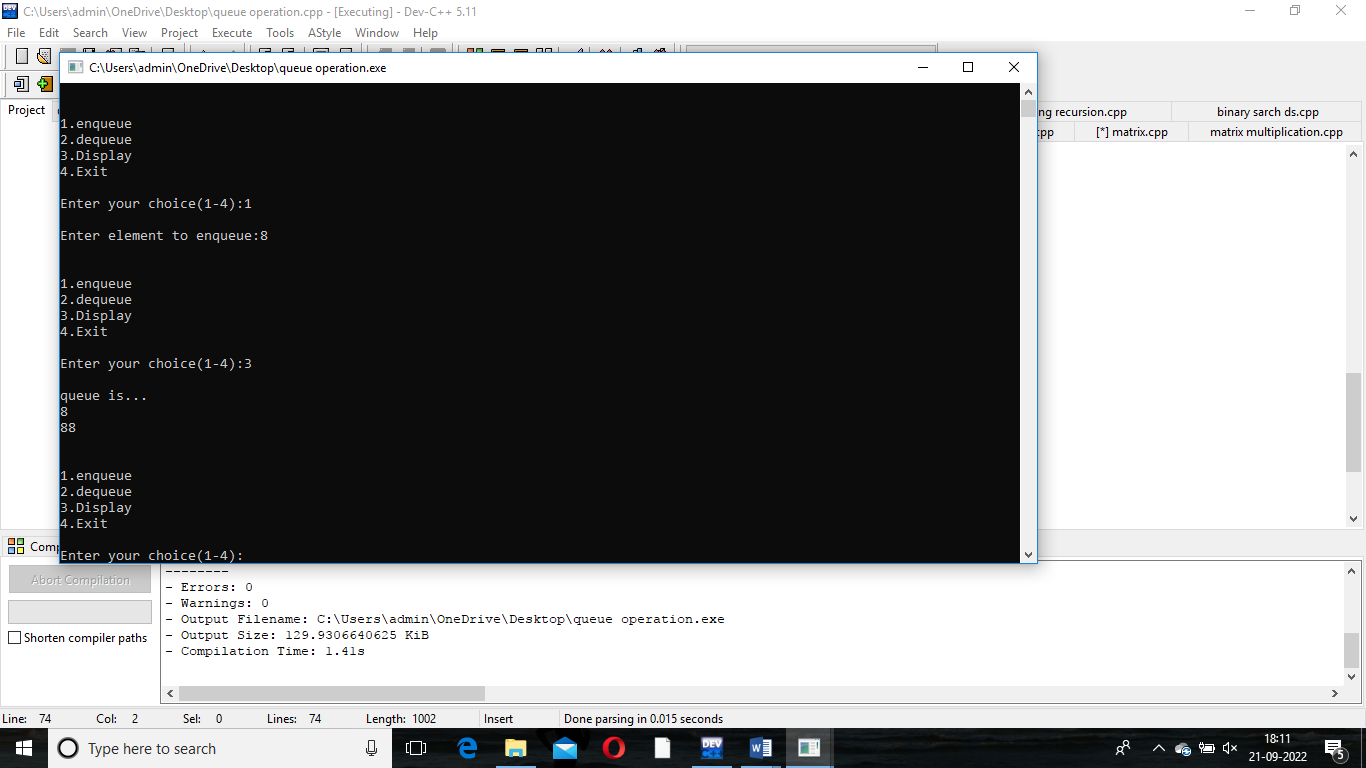 C:\Users\admin\OneDrive\Desktop\queue operation.cpp - [Executing] - Dev-C++ 5.11
File Edit Search View Project Execute Tools AStyle Window Help
C:\Users\admin\OneDrive\Desktop\queue operation.exe
Project
ng recursion.cpp
binary sarch ds.cpp
cpp
[*] matrix.cpp
matrix multiplication.cpp
1.enqueue
2.dequeue
3.Display
4.Exit
Enter your choice(1-4):1
Enter element to enqueue:8
1.enqueue
2.dequeue
3.Display
4.Exit
Enter your choice(1-4):3
queue is...
8
88
1.enqueue
2.dequeue
3.Display
4.Exit
Enter your choice(1-4):
Comp
Abort Compilation
Shorten compiler paths
--------
- Errors: 0
- Warnings: 0
- Output Filename: C:\Users\admin\OneDrive\Desktop\queue operation.exe
- Output Size: 129.9306640625 KiB
- Compilation Time: 1.41s
Line: 74 Col: 2 Sel: 0 Lines: 74 Length: 1002 Insert Done parsing in 0.015 seconds
Type here to search
DEV
18:11
21-09-2022
5